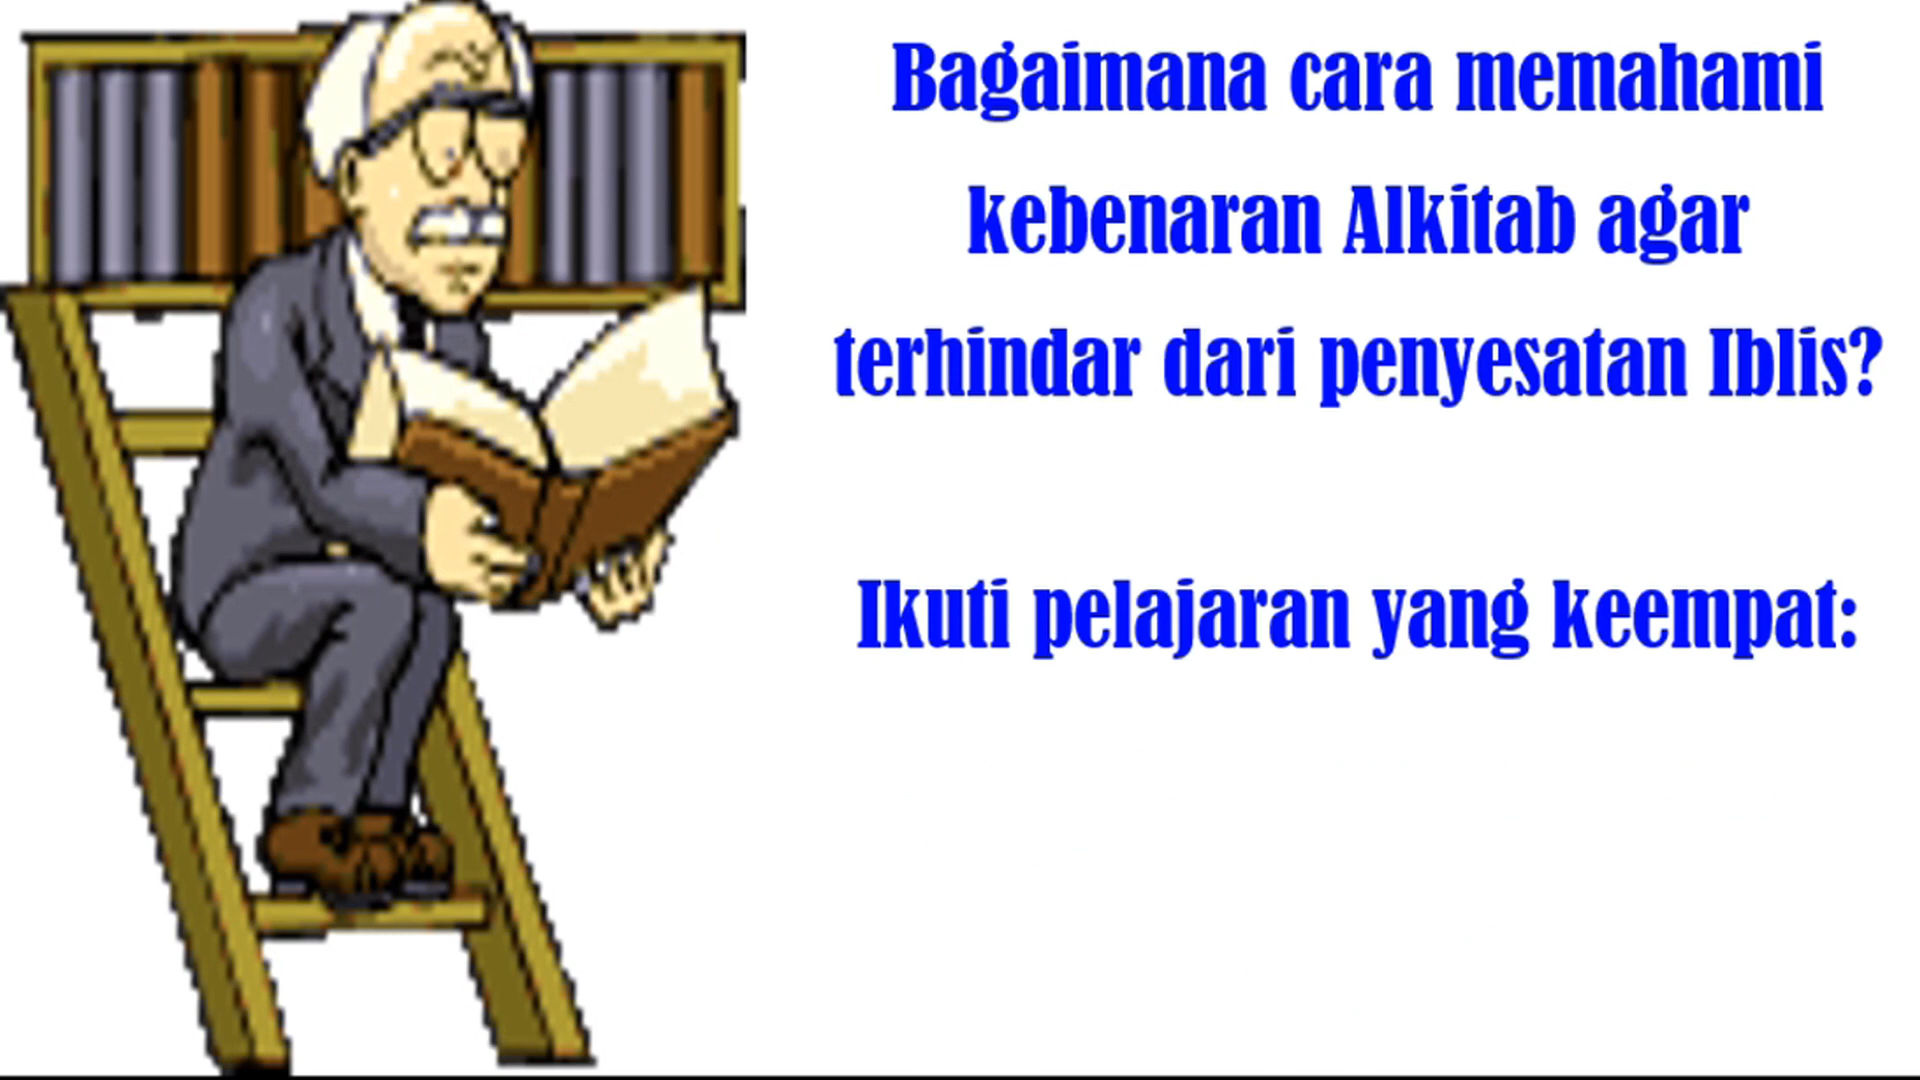 Bagaimana cara memahami
kebenaran Alkitab agar
terhindar dari penyesatan Iblis?
Ikuti pelajaran yang keempat: